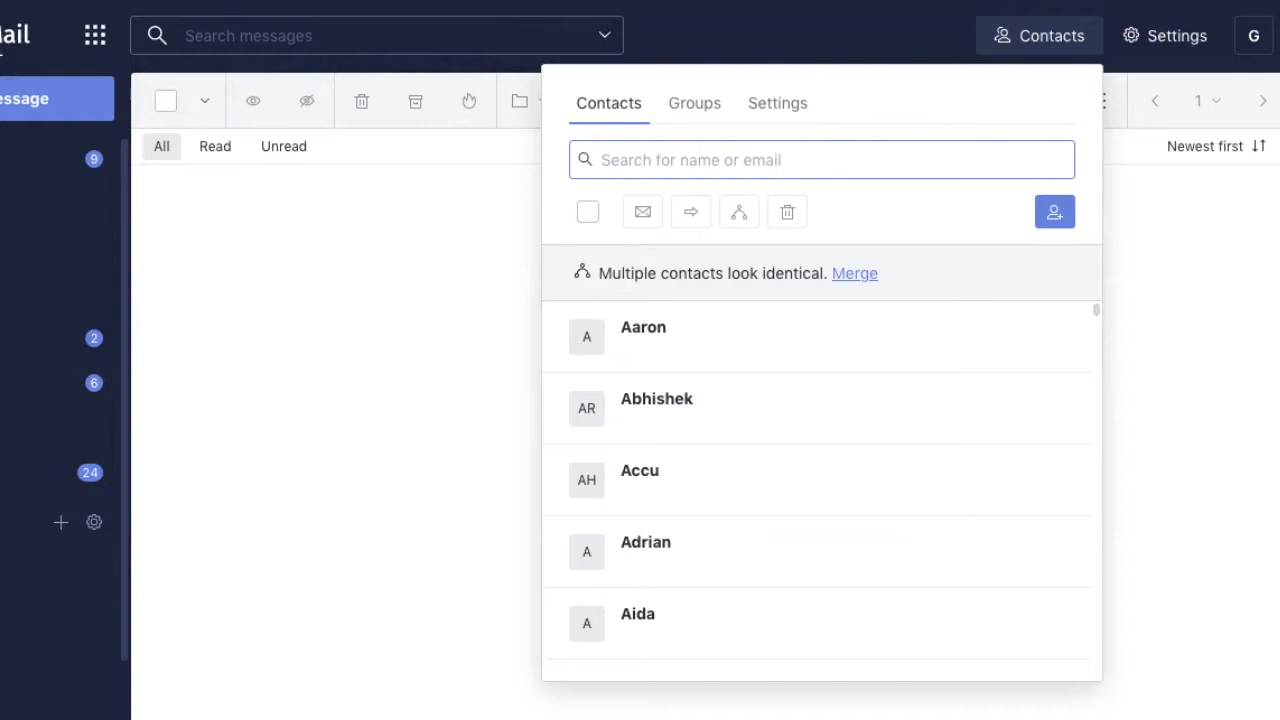 ail
Search messages
Contacts
Settings
G
essage
1
All
Read
Unread
Newest first
9
2
6
24
Contacts
Groups
Settings
Search for name or email
Multiple contacts look identical. Merge
A
Aaron
AR
Abhishek
AH
Accu
A
Adrian
A
Aida